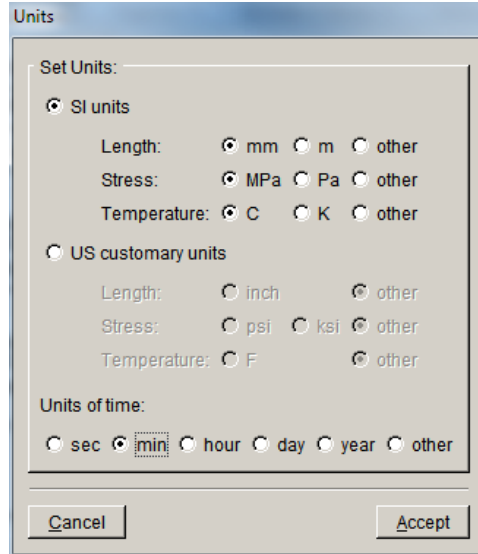 Units
Set Units:
SI units
Length: mm m other
Stress: MPa Pa other
Temperature: C K other
US customary units
Length: inch other
Stress: psi ksi other
Temperature: F other
Units of time:
sec min hour day year other
Cancel Accept